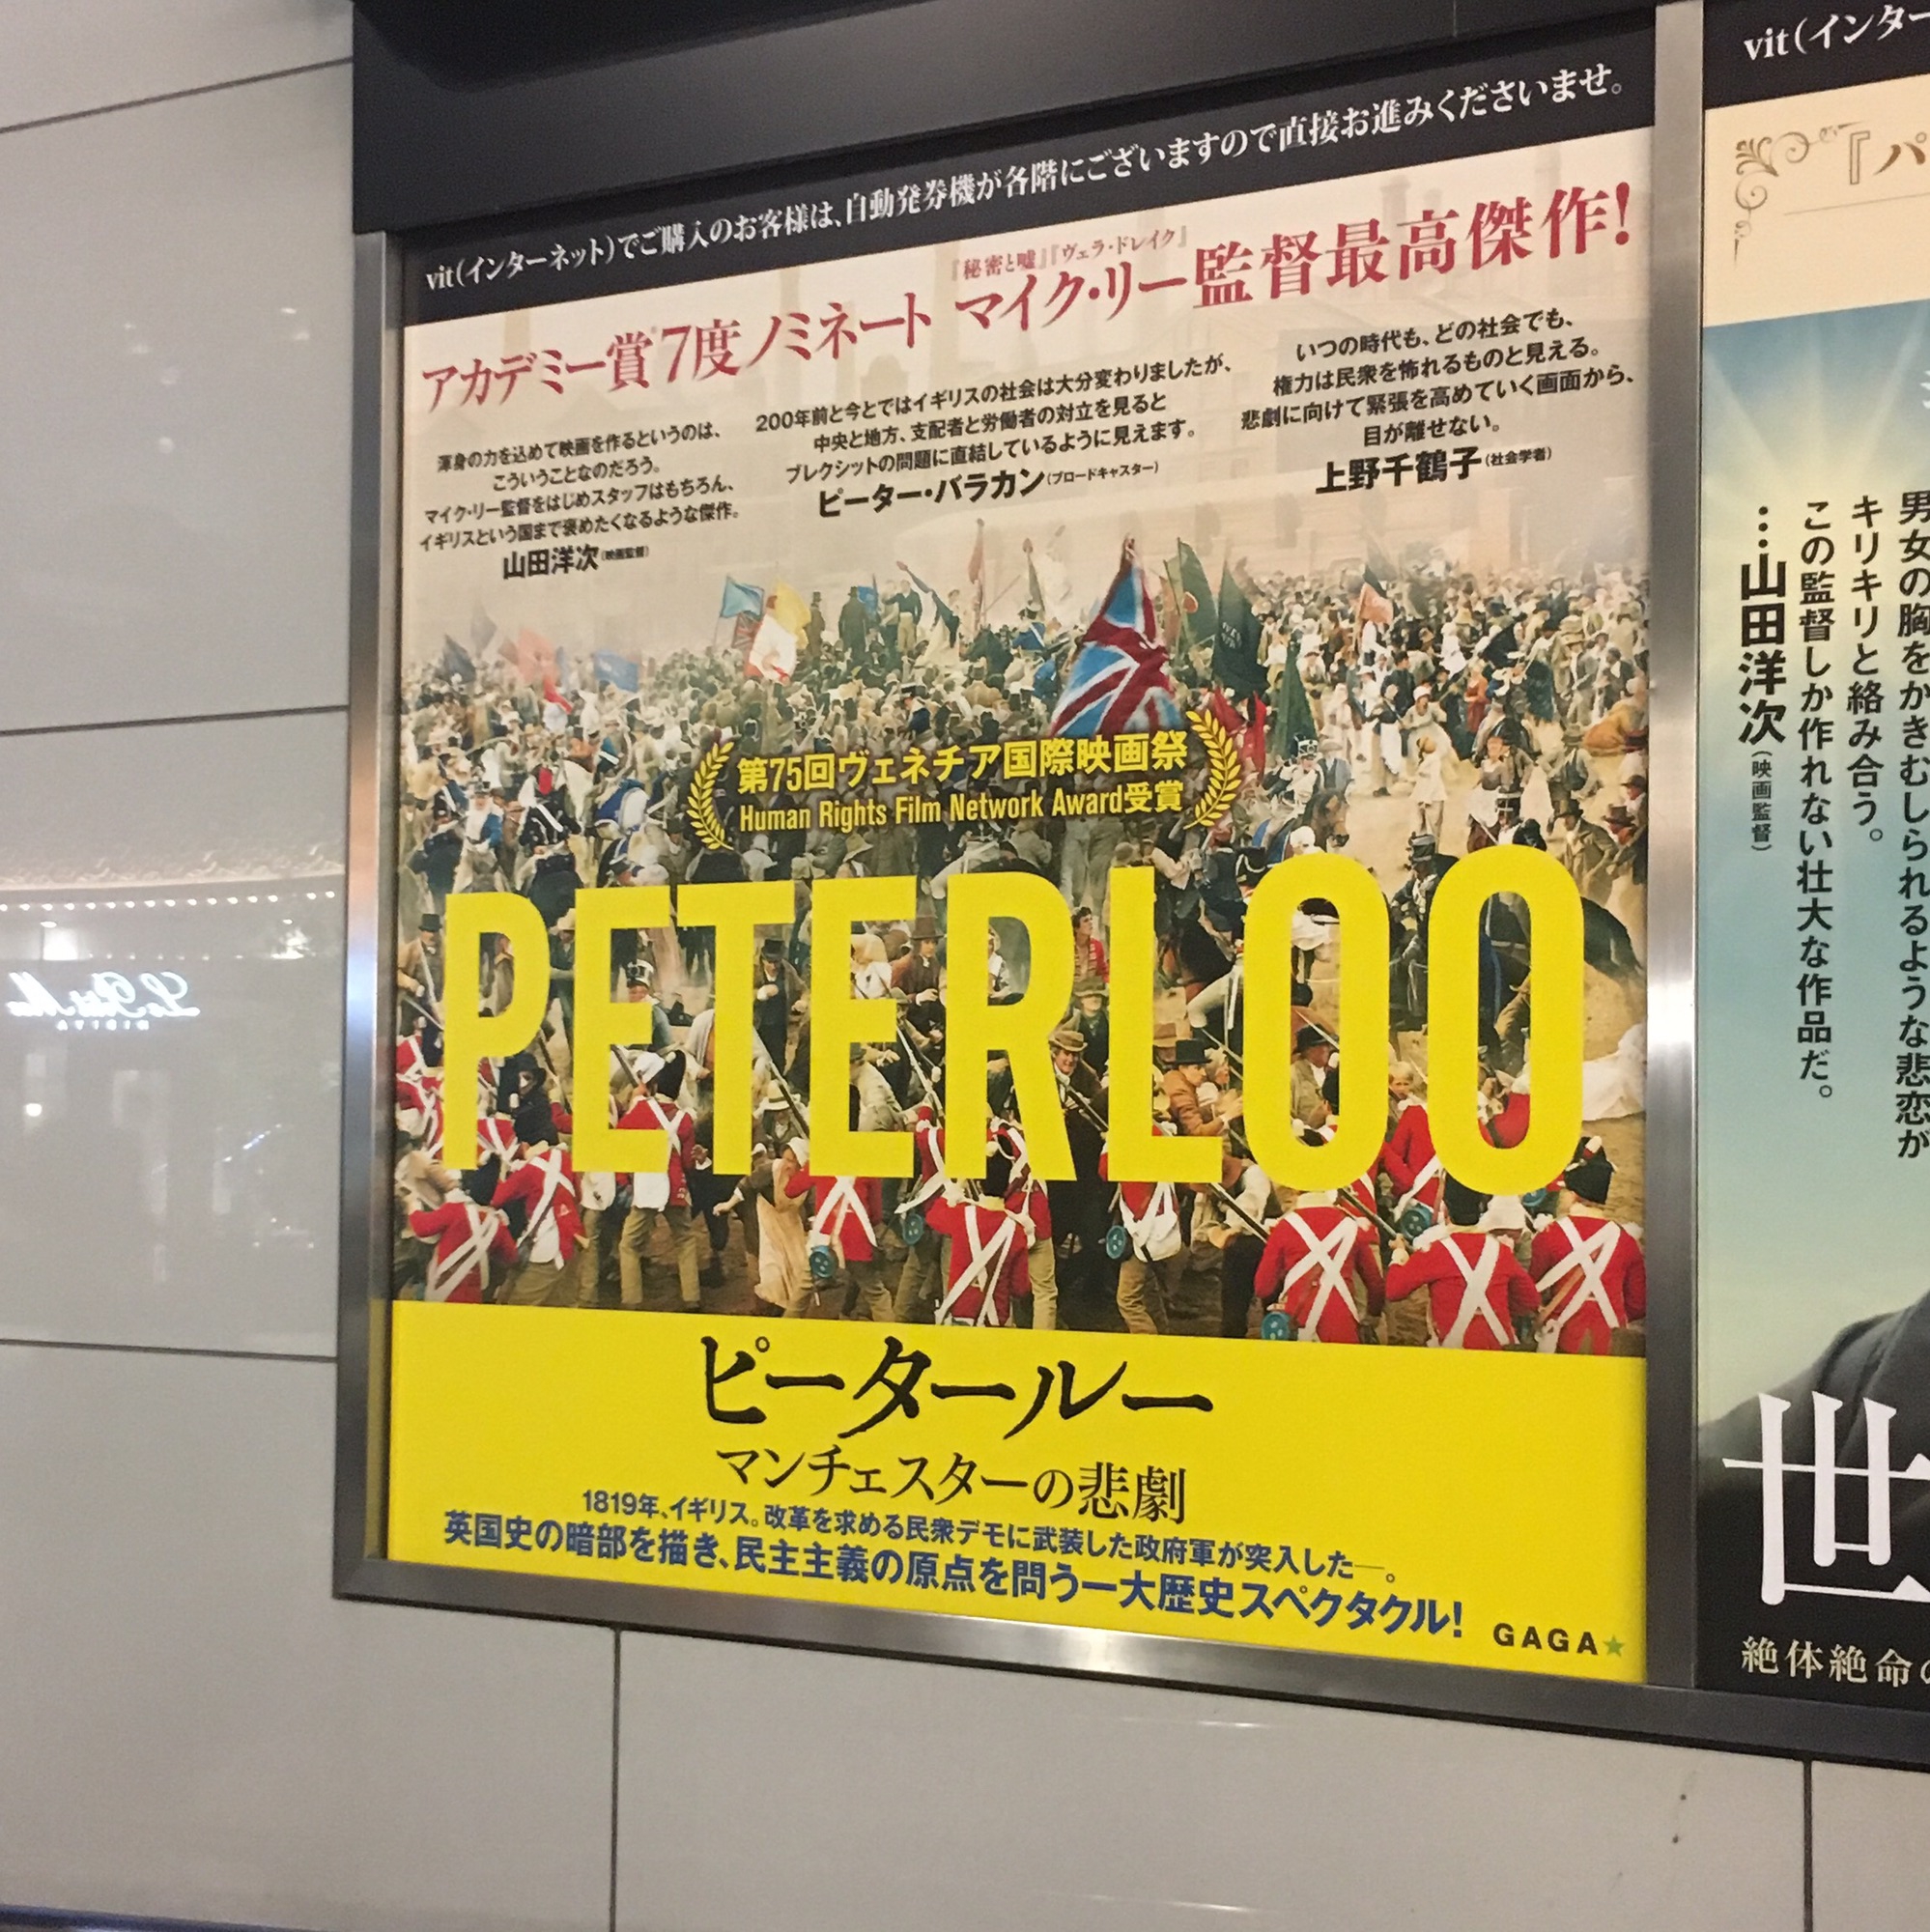 vit(インターネット)でご購入のお客様は、自動発券機が各階にございますので直接お進みくださいませ。
アカデミー賞®7度ノミネート
『秘密と嘘』『ヴェラ・ドレイク』
マイク・リー監督最高傑作!
渾身の力を込めて映画を作るというのは、
こういうことなのだろう。
マイク・リー監督をはじめスタッフはもちろん、
イギリスという国まで褒めたくなるような傑作。
山田洋次(映画監督)
200年前と今とではイギリスの社会は大分変わりましたが、
中央と地方、支配者と労働者の対立を見ると
ブレクシットの問題に直結しているように見えます。
ピーター・バラカン(ブロードキャスター)
いつの時代も、どの社会でも、
権力は民衆を怖れるものと見える。
悲劇に向けて緊張を高めていく画面から、
目が離せない。
上野千鶴子(社会学者)
第75回ヴェネチア国際映画祭
Human Rights Film Network Award受賞
PETERLOO
ピータールー
マンチェスターの悲劇
1819年、イギリス。改革を求める民衆デモに武装した政府軍が突入した―。
英国史の暗部を描き、民主主義の原点を問う一大歴史スペクタクル!
GAGA★
vit(インター
『パ
男女の胸をかきむしられるような悲恋が
キリキリと絡み合う。
この監督しか作れない壮大な作品だ。
…山田洋次(映画監督)
世
絶体絶命の